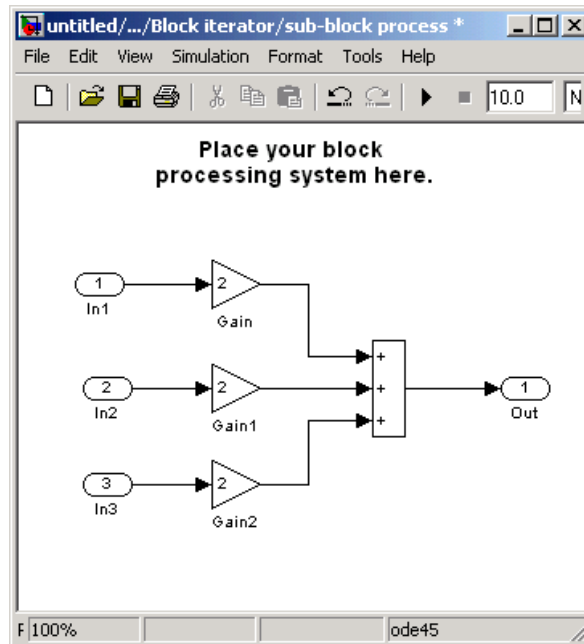 untitled/.../Block iterator/sub-block process *
File Edit View Simulation Format Tools Help
10.0 N
Place your block
processing system here.
1
In1
2
Gain
2
In2
2
Gain1
3
In3
2
Gain2
+
+
+
1
Out
F 100% ode45